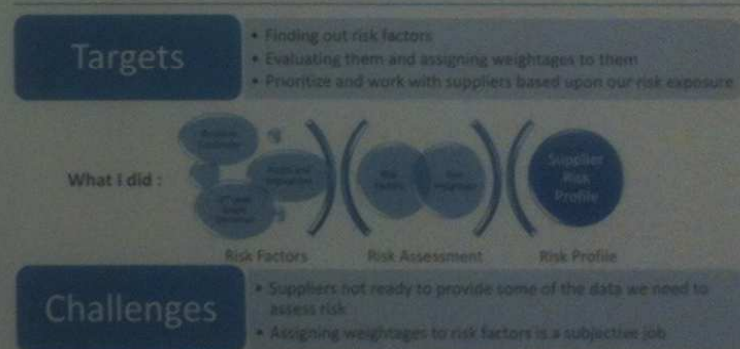 Targets
• Finding out risk factors
• Evaluating them and assigning weightages to them
• Prioritize and work with suppliers based upon our risk exposure
What I did :
Supplier
Risk
Profile
Risk Factors
Risk Assessment
Risk Profile
Challenges
• Suppliers not ready to provide some of the data we need to
assess risk
• Assigning weightages to risk factors is a subjective job